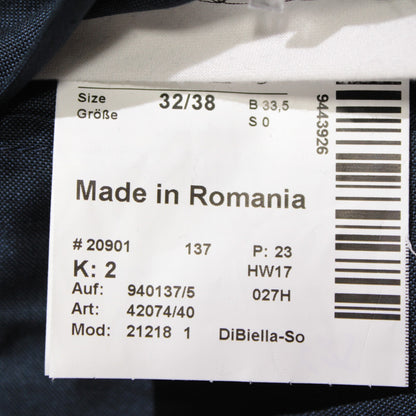 Size 32/38 B 33,5
Größe S 0
9443926
Made in Romania
# 20901 137 P: 23
K: 2 HW17
Auf: 940137/5 027H
Art: 42074/40
Mod: 21218 1 DiBiella-So